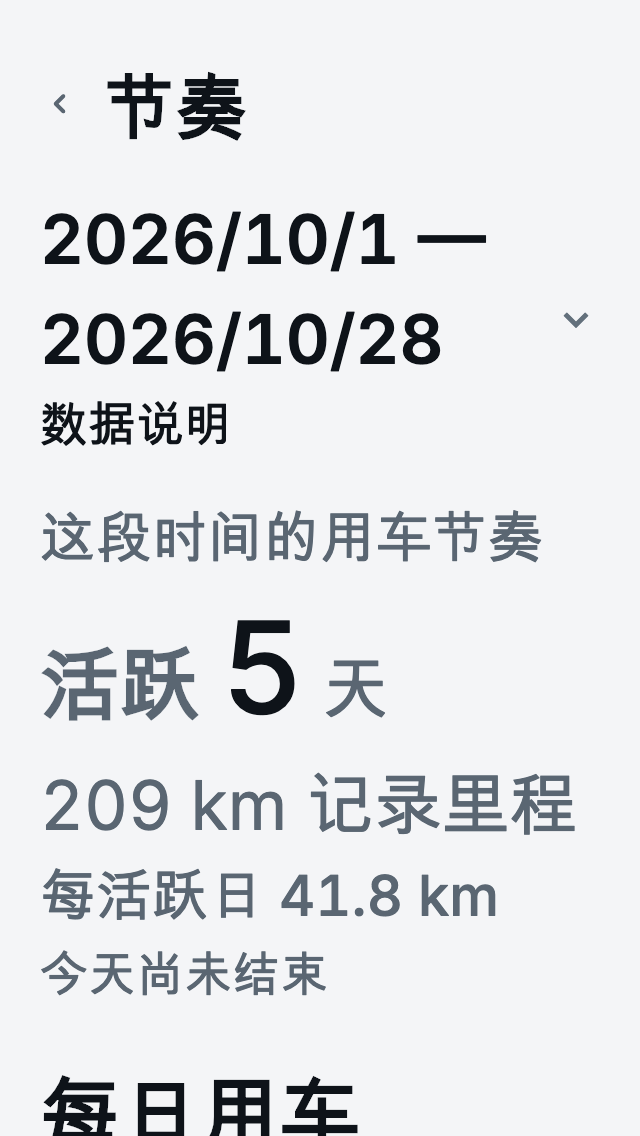 节奏
2026/10/1 —
2026/10/28
数据说明
这段时间的用车节奏
活跃 5 天
209 km 记录里程
每活跃日 41.8 km
今天尚未结束
每日用车